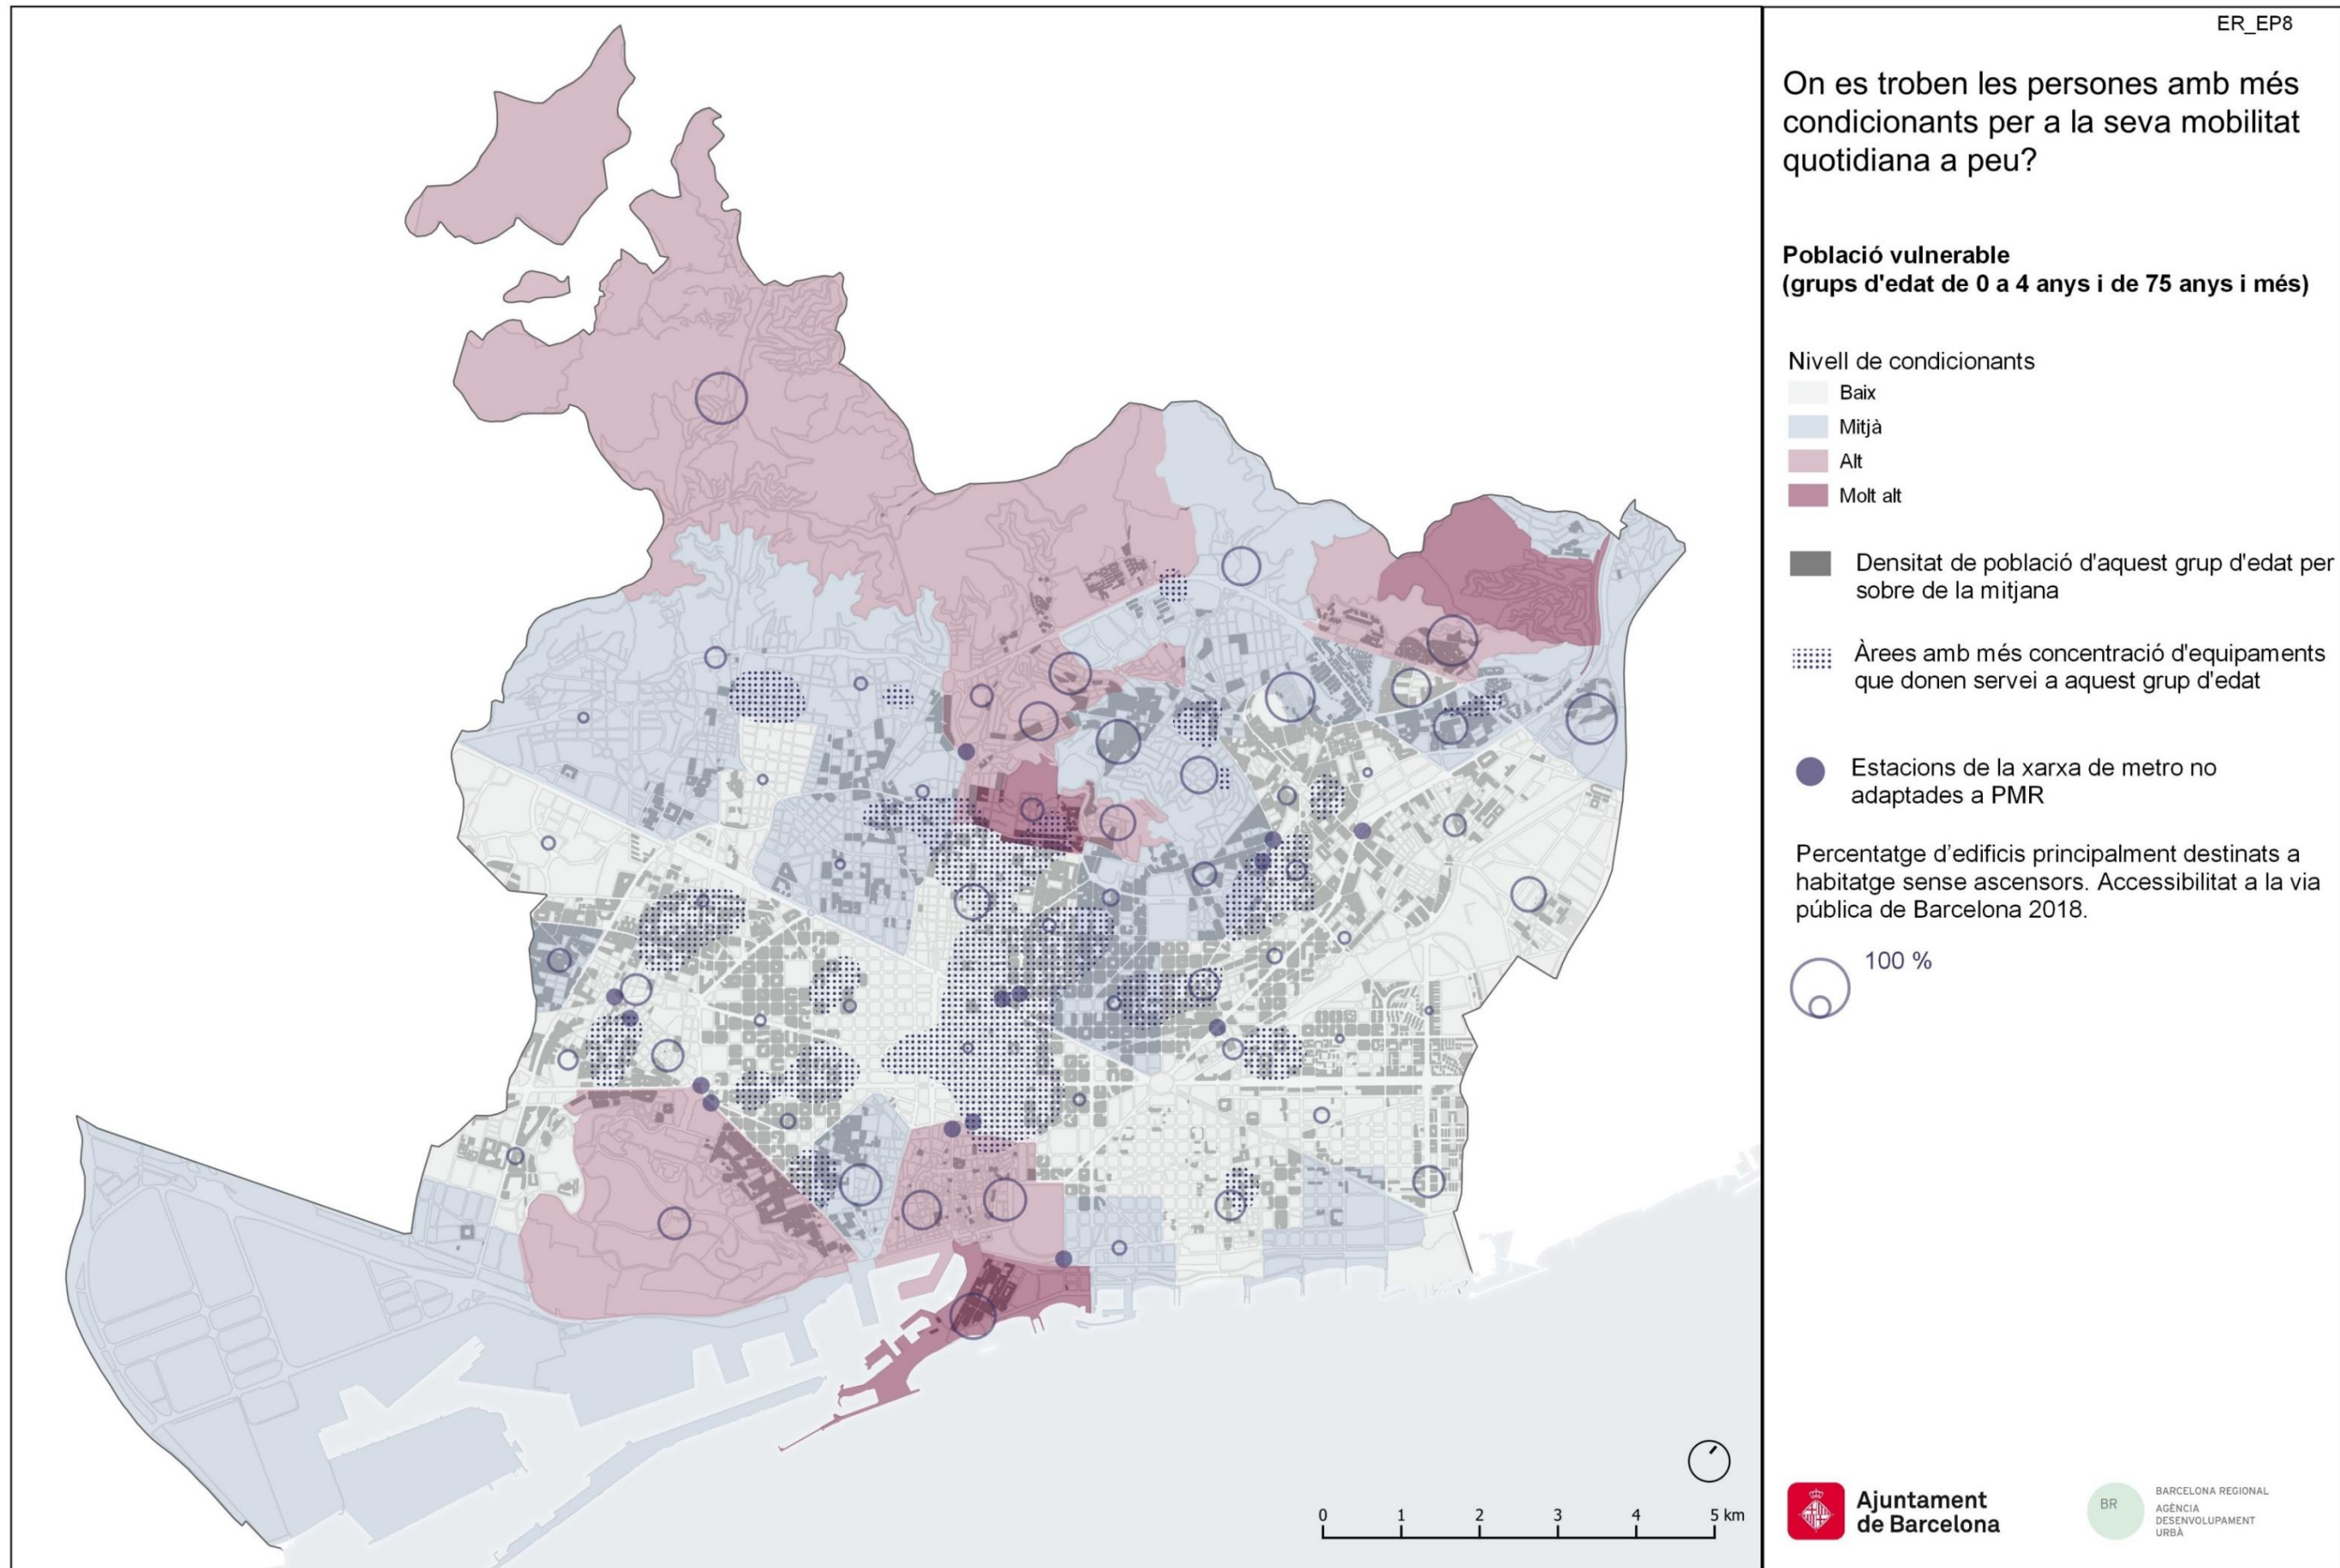 ER_EP8
On es troben les persones amb més
condicionants per a la seva mobilitat
quotidiana a peu?
Població vulnerable
(grups d'edat de 0 a 4 anys i de 75 anys i més)
Nivell de condicionants
Baix
Mitjà
Alt
Molt alt
Densitat de població d'aquest grup d'edat per
sobre de la mitjana
Àrees amb més concentració d'equipaments
que donen servei a aquest grup d'edat
Estacions de la xarxa de metro no
adaptades a PMR
Percentatge d'edificis principalment destinats a
habitatge sense ascensors. Accessibilitat a la via
pública de Barcelona 2018.
100 %
0 1 2 3 4 5 km
Ajuntament
de Barcelona
BR
BARCELONA REGIONAL
AGÈNCIA
DESENVOLUPAMENT
URBÀ